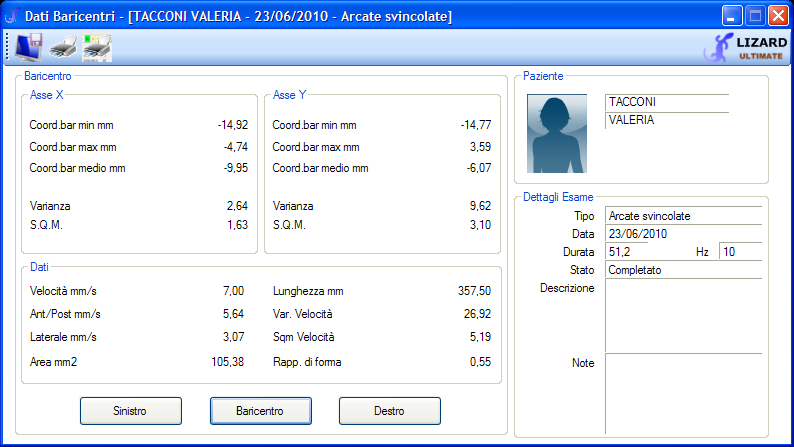 Dati Baricentri - [TACCONI VALERIA - 23/06/2010 - Arcate svincolate]
LIZARD
ULTIMATE
Baricentro
Asse X
Coord.bar min mm -14,92
Coord.bar max mm -4,74
Coord.bar medio mm -9,95
Varianza 2,64
S.Q.M. 1,63
Asse Y
Coord.bar min mm -14,77
Coord.bar max mm 3,59
Coord.bar medio mm -6,07
Varianza 9,62
S.Q.M. 3,10
Dati
Velocità mm/s 7,00 Lunghezza mm 357,50
Ant/Post mm/s 5,64 Var. Velocità 26,92
Laterale mm/s 3,07 Sqm Velocità 5,19
Area mm2 105,38 Rapp. di forma 0,55
Sinistro Baricentro Destro
Paziente
TACCONI
VALERIA
Dettagli Esame
Tipo Arcate svincolate
Data 23/06/2010
Durata 51,2 Hz 10
Stato Completato
Descrizione
Note